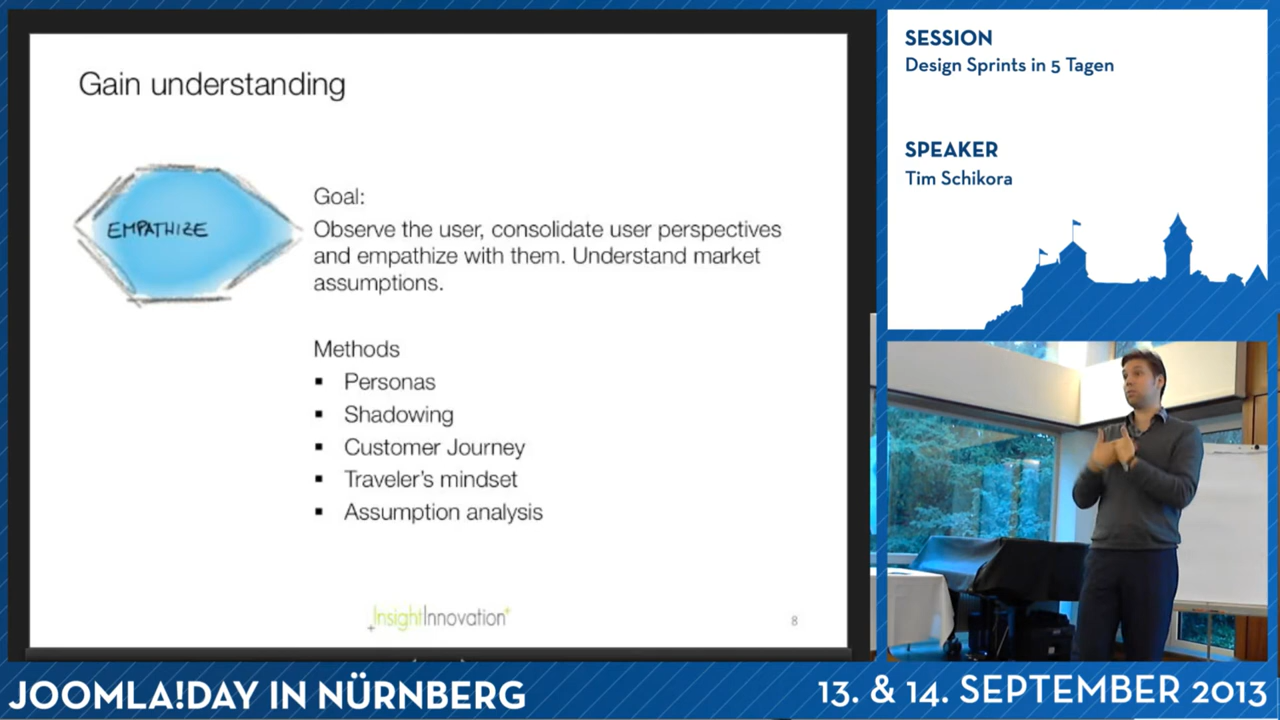 Gain understanding
EMPATHIZE
Goal:
Observe the user, consolidate user perspectives
and empathize with them. Understand market
assumptions.
Methods
▪ Personas
▪ Shadowing
▪ Customer Journey
▪ Traveler's mindset
▪ Assumption analysis
InsightInnovation
8
SESSION
Design Sprints in 5 Tagen
SPEAKER
Tim Schikora
JOOMLA!DAY IN NÜRNBERG
13. & 14. SEPTEMBER 2013